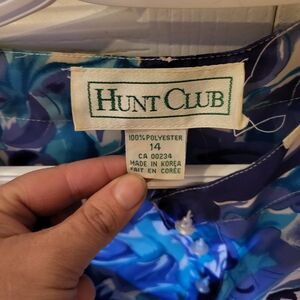 HUNT CLUB
100% POLYESTER
14
CA 00234
MADE IN KOREA
FAIT EN CORÉE